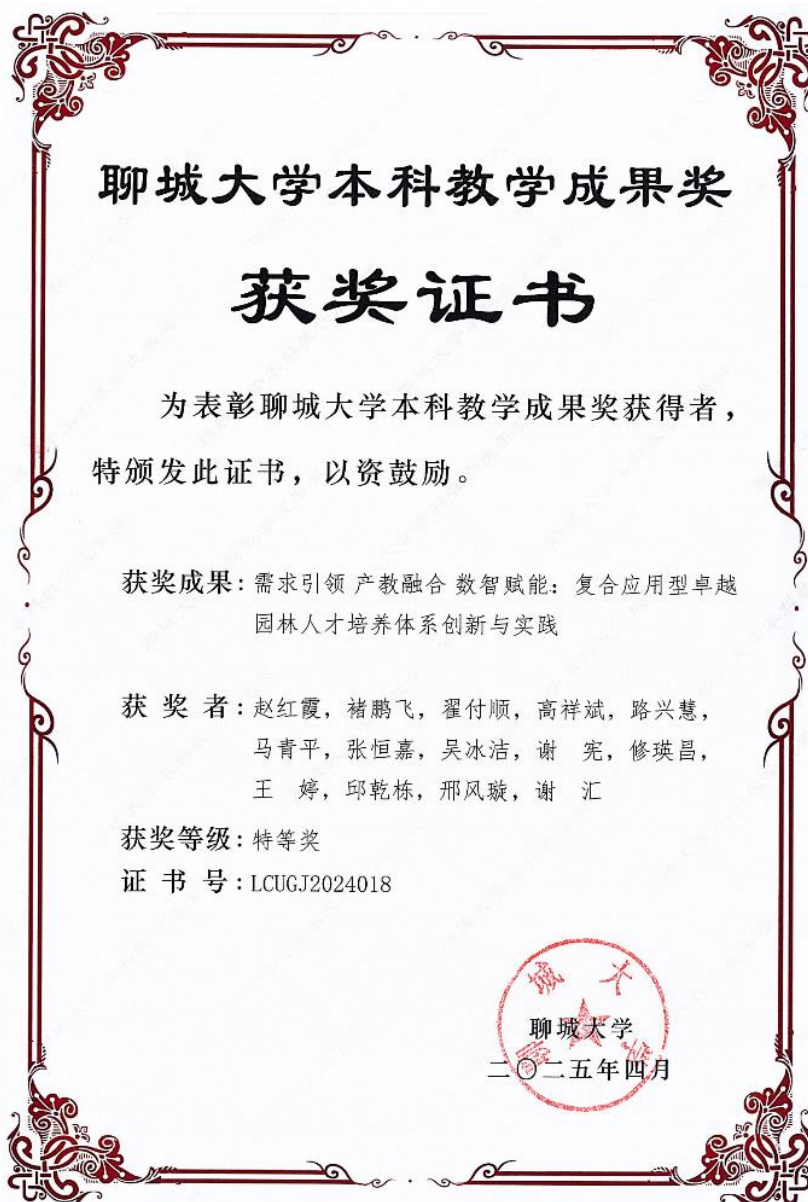 聊城大学本科教学成果奖
获奖证书
为表彰聊城大学本科教学成果奖获得者，
特颁发此证书，以资鼓励。
获奖成果：需求引领 产教融合 数智赋能：复合应用型卓越
园林人才培养体系创新与实践
获 奖 者：赵红霞，褚鹏飞，翟付顺，高祥斌，路兴慧，
马青平，张恒嘉，吴冰洁，谢　宪，修瑛昌，
王　婷，邱乾栋，邢风璇，谢　汇
获奖等级：特等奖
证 书 号：LCUGJ2024018
聊城大学
聊城大学
二〇二五年四月